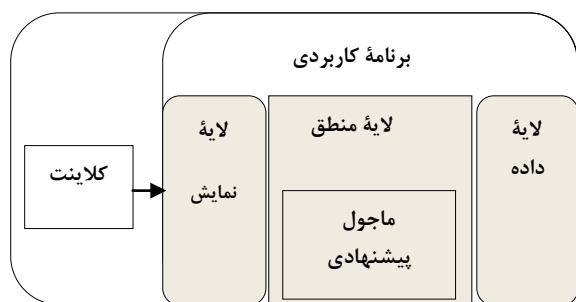 برنامۀ کاربردی
لایۀ
داده
لایۀ منطق
ماجول
پیشنهادی
لایۀ
نمایش
کلاینت